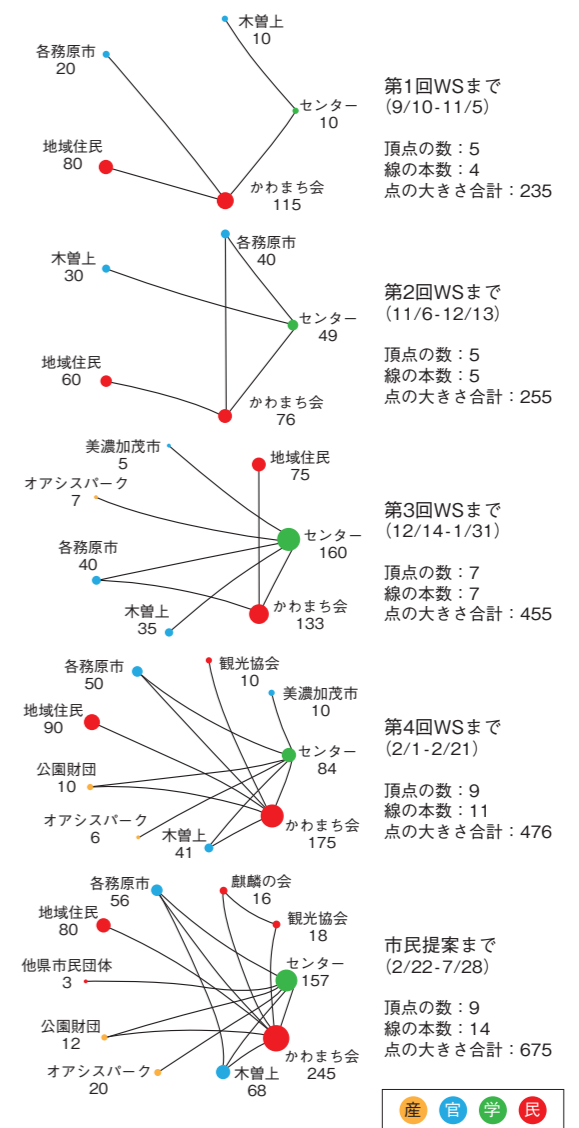 木曽上
10
各務原市
20
センター
10
地域住民
80
かわまち会
115
第1回WSまで
(9/10-11/5)
頂点の数：5
線の本数：4
点の大きさ合計：235
各務原市
40
木曽上
30
センター
49
地域住民
60
かわまち会
76
第2回WSまで
(11/6-12/13)
頂点の数：5
線の本数：5
点の大きさ合計：255
美濃加茂市
5
地域住民
75
オアシスパーク
7
センター
160
各務原市
40
木曽上
35
かわまち会
133
第3回WSまで
(12/14-1/31)
頂点の数：7
線の本数：7
点の大きさ合計：455
各務原市
50
観光協会
10
美濃加茂市
10
地域住民
90
センター
84
公園財団
10
オアシスパーク
6
木曽上
41
かわまち会
175
第4回WSまで
(2/1-2/21)
頂点の数：9
線の本数：11
点の大きさ合計：476
各務原市
56
麒麟の会
16
地域住民
80
観光協会
18
他県市民団体
3
センター
157
公園財団
12
オアシスパーク
20
木曽上
68
かわまち会
245
市民提案まで
(2/22-7/28)
頂点の数：9
線の本数：14
点の大きさ合計：675
産 官 学 民